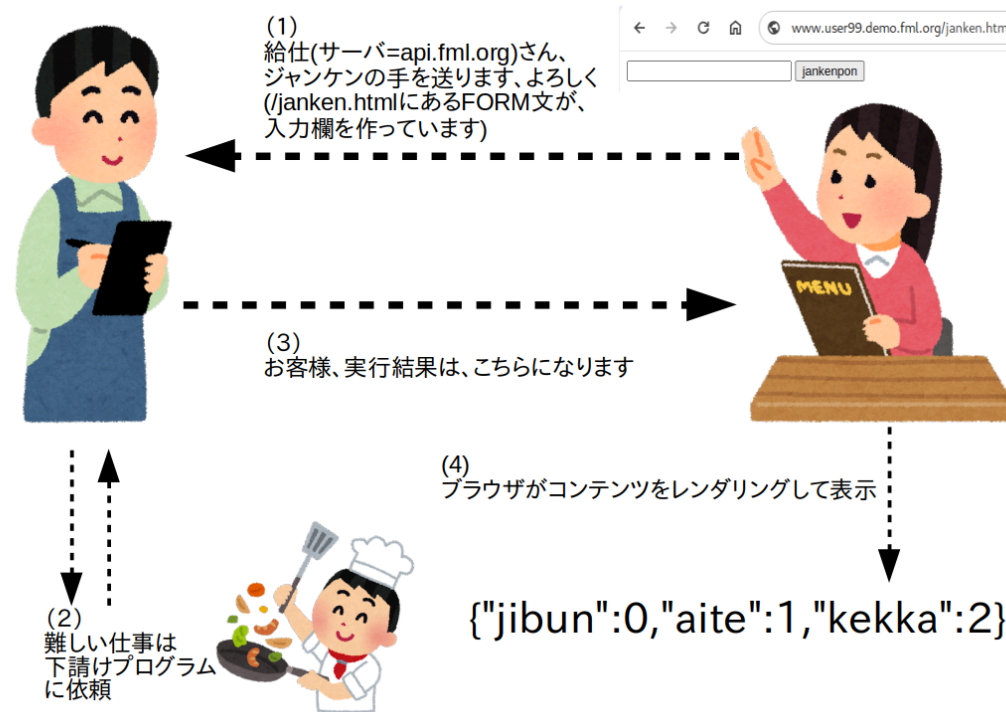 (1)
給仕(サーバ=api.fml.org)さん、
ジャンケンの手を送ります、よろしく
(/janken.htmlにあるFORM文が、
入力欄を作っています)
www.user99.demo.fml.org/janken.htm
jankenpon
MENU
(3)
お客様、実行結果は、こちらになります
(4)
ブラウザがコンテンツをレンダリングして表示
{"jibun":0,"aite":1,"kekka":2}
(2)
難しい仕事は
下請けプログラム
に依頼